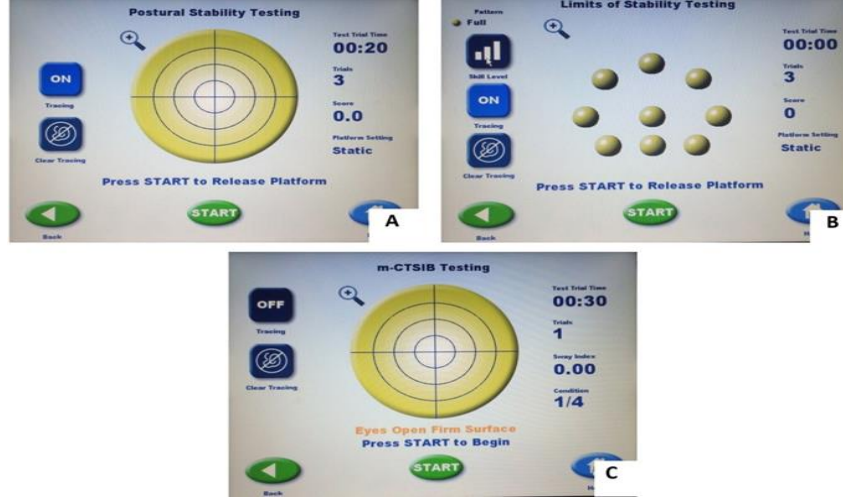 Postural Stability Testing
Test Trial Time
00:20
ON
Trials
3
Tracing
Score
0.0
Platform Setting
Static
Clear Tracing
Press START to Release Platform
START
Back
A
Pattern
Full
Limits of Stability Testing
Test Trial Time
00:00
Skill Level
Trials
3
ON
Score
0
Tracing
Platform Setting
Static
Clear Tracing
Press START to Release Platform
START
Back
B
m-CTSIB Testing
Test Trial Time
00:30
OFF
Trials
1
Tracing
Sway Index
0.00
Condition
1/4
Clear Tracing
Eyes Open Firm Surface
Press START to Begin
START
Back
C